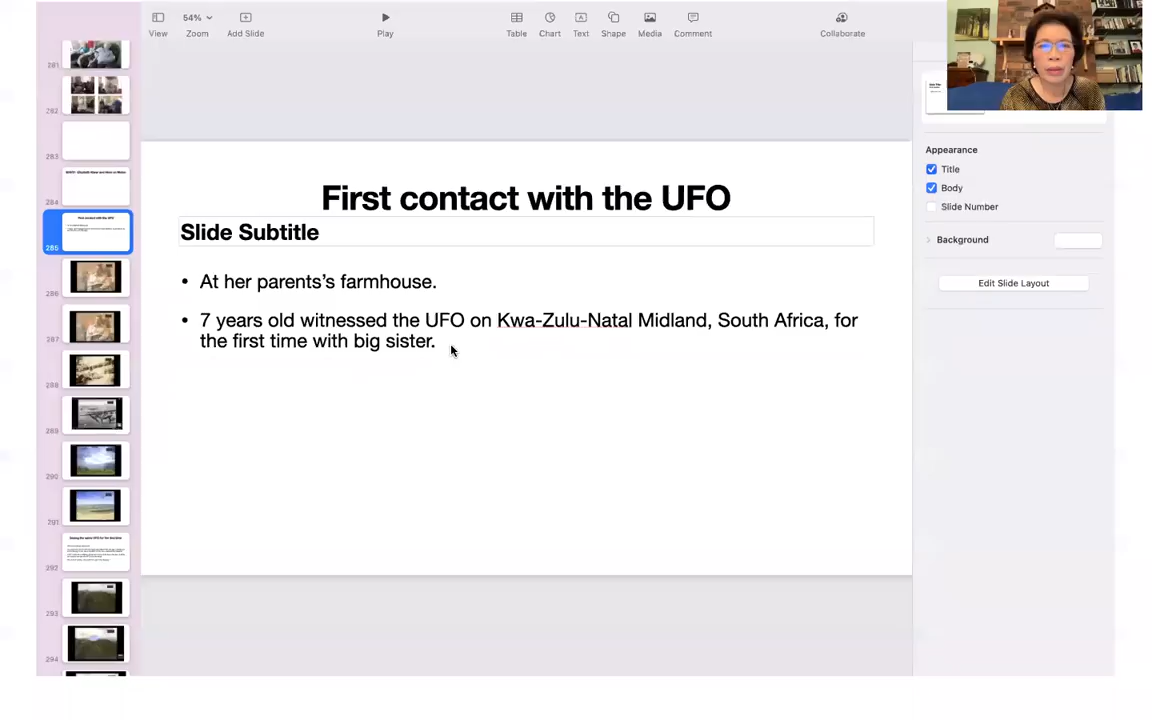 54%
View
Zoom
Add Slide
Play
Table
Chart
Text
Shape
Media
Comment
Collaborate
281
282
283
284
285
286
287
288
289
290
291
292
293
294
First contact with the UFO
Slide Subtitle
• At her parents’s farmhouse.
• 7 years old witnessed the UFO on Kwa-Zulu-Natal Midland, South Africa, for
the first time with big sister.
Appearance
Title
Body
Slide Number
Background
Edit Slide Layout